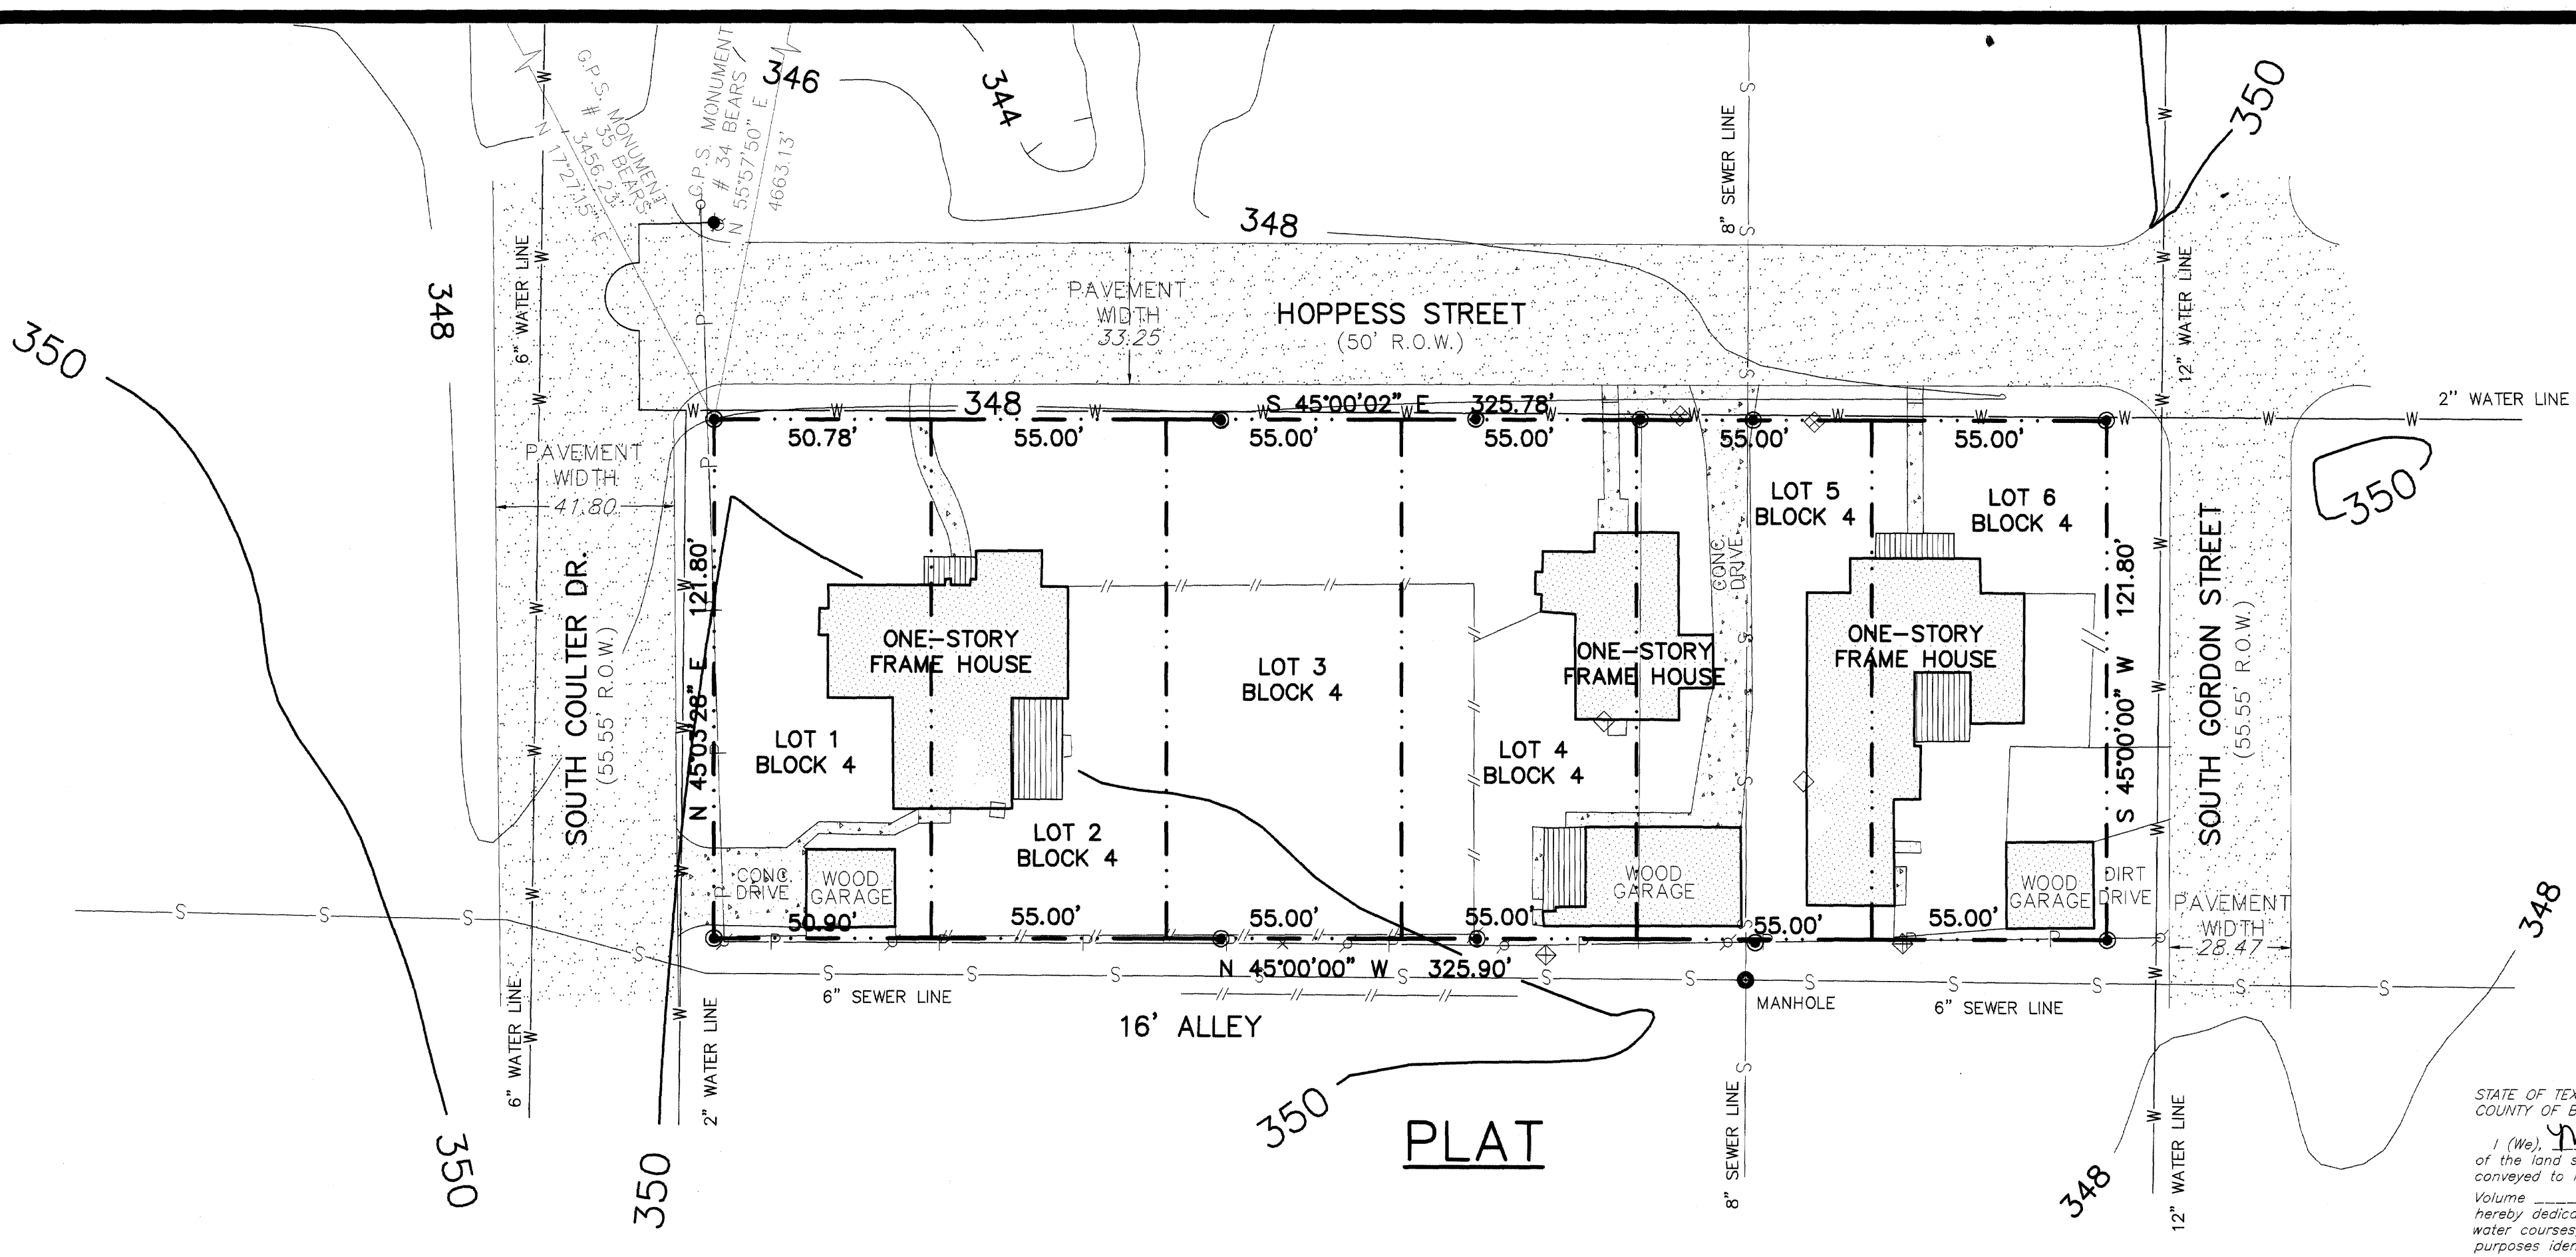 G.P.S. MONUMENT
# 35 BEARS
N 17°27'15" E
3456.23'
G.P.S. MONUMENT
# 34 BEARS
N 55°57'50" E
4663.13'
346
344
350
348
8" SEWER LINE
6" WATER LINE
12" WATER LINE
348
350
PAVEMENT
WIDTH
33.25
HOPPESS STREET
(50' R.O.W.)
2" WATER LINE
348
S 45°00'02" E 325.78'
50.78'
55.00'
55.00'
55.00'
55.00'
55.00'
PAVEMENT
WIDTH
41.80
350
LOT 5
BLOCK 4
LOT 6
BLOCK 4
SOUTH COULTER DR.
(55.55' R.O.W.)
N 45°03'28" E 121.80'
CONC.
DRIVE
S 45°00'00" W 121.80'
SOUTH GORDON STREET
(55.55' R.O.W.)
ONE-STORY
FRAME HOUSE
LOT 3
BLOCK 4
ONE-STORY
FRAME HOUSE
ONE-STORY
FRAME HOUSE
LOT 1
BLOCK 4
LOT 4
BLOCK 4
LOT 2
BLOCK 4
CONC.
DRIVE
WOOD
GARAGE
WOOD
GARAGE
WOOD
GARAGE
DIRT
DRIVE
PAVEMENT
WIDTH
28.47
348
50.90'
55.00'
55.00'
55.00'
55.00'
55.00'
N 45°00'00" W 325.90'
6" SEWER LINE
MANHOLE
6" SEWER LINE
16' ALLEY
6" WATER LINE
2" WATER LINE
350
350
350
PLAT
8" SEWER LINE
348
12" WATER LINE
STATE OF TEX
COUNTY OF B
I (We),
of the land s
conveyed to
Volume
hereby dedica
water courses
purposes iden